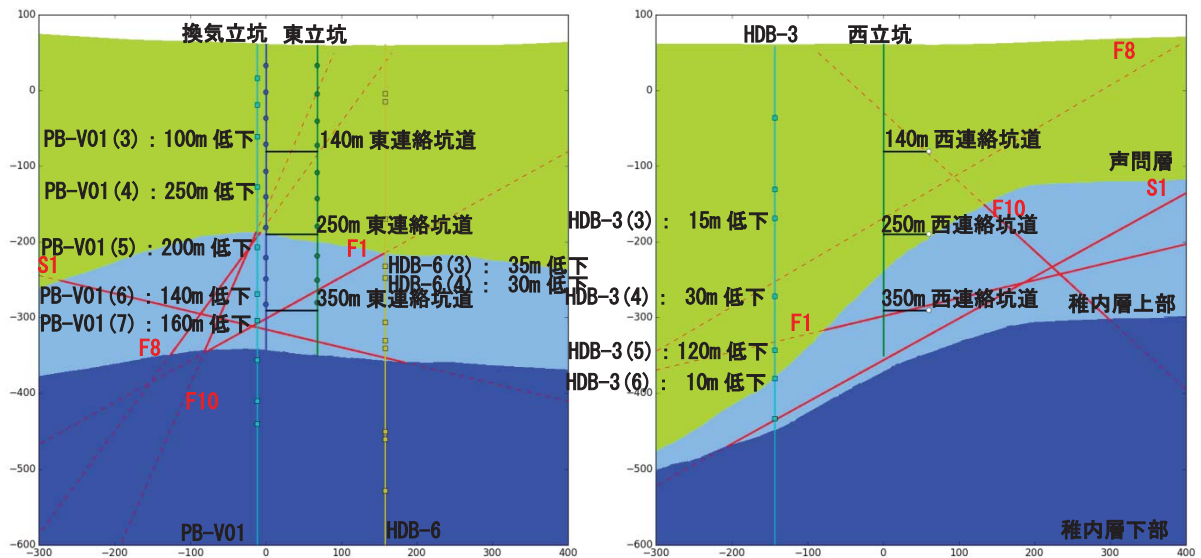 換気立坑 東立坑
0
−100
−200
−300
−400
−500
−600
−300 −200 −100 0 100 200 300 400
PB-V01(3) : 100m 低下
140m 東連絡坑道
PB-V01(4) : 250m 低下
250m 東連絡坑道
PB-V01(5) : 200m 低下
F1
S1
HDB-6(3) : 35m 低下
HDB-6(4) : 30m 低下
PB-V01(6) : 140m 低下
350m 東連絡坑道
PB-V01(7) : 160m 低下
F8
F10
PB-V01
HDB-6
HDB-3 西立坑
F8
0
−100
−200
−300
−400
−500
−600
−300 −200 −100 0 100 200 300 400
140m 西連絡坑道
声問層
S1
F10
HDB-3(3) : 15m 低下
250m 西連絡坑道
HDB-3(4) : 30m 低下
350m 西連絡坑道
稚内層上部
F1
HDB-3(5) : 120m 低下
HDB-3(6) : 10m 低下
稚内層下部